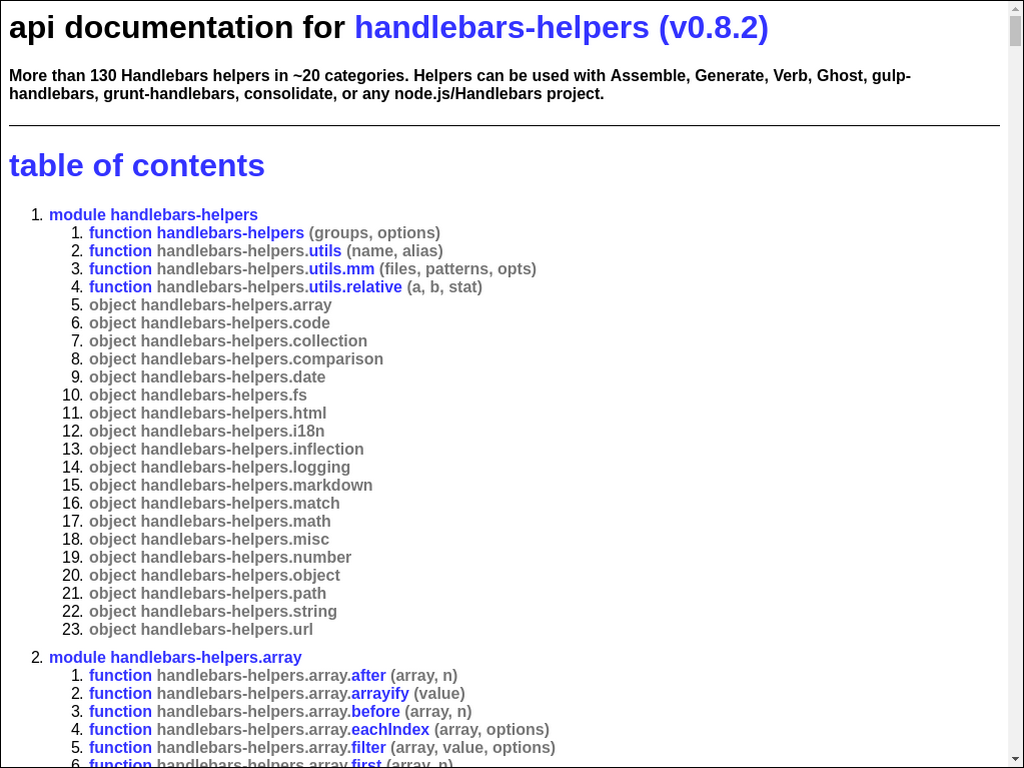 api documentation for handlebars-helpers (v0.8.2)
More than 130 Handlebars helpers in ~20 categories. Helpers can be used with Assemble, Generate, Verb, Ghost, gulp-
handlebars, grunt-handlebars, consolidate, or any node.js/Handlebars project.
table of contents
1. module handlebars-helpers
1. function handlebars-helpers (groups, options)
2. function handlebars-helpers.utils (name, alias)
3. function handlebars-helpers.utils.mm (files, patterns, opts)
4. function handlebars-helpers.utils.relative (a, b, stat)
5. object handlebars-helpers.array
6. object handlebars-helpers.code
7. object handlebars-helpers.collection
8. object handlebars-helpers.comparison
9. object handlebars-helpers.date
10. object handlebars-helpers.fs
11. object handlebars-helpers.html
12. object handlebars-helpers.i18n
13. object handlebars-helpers.inflection
14. object handlebars-helpers.logging
15. object handlebars-helpers.markdown
16. object handlebars-helpers.match
17. object handlebars-helpers.math
18. object handlebars-helpers.misc
19. object handlebars-helpers.number
20. object handlebars-helpers.object
21. object handlebars-helpers.path
22. object handlebars-helpers.string
23. object handlebars-helpers.url
2. module handlebars-helpers.array
1. function handlebars-helpers.array.after (array, n)
2. function handlebars-helpers.array.arrayify (value)
3. function handlebars-helpers.array.before (array, n)
4. function handlebars-helpers.array.eachIndex (array, options)
5. function handlebars-helpers.array.filter (array, value, options)
6. function handlebars-helpers.array.first (array, n)